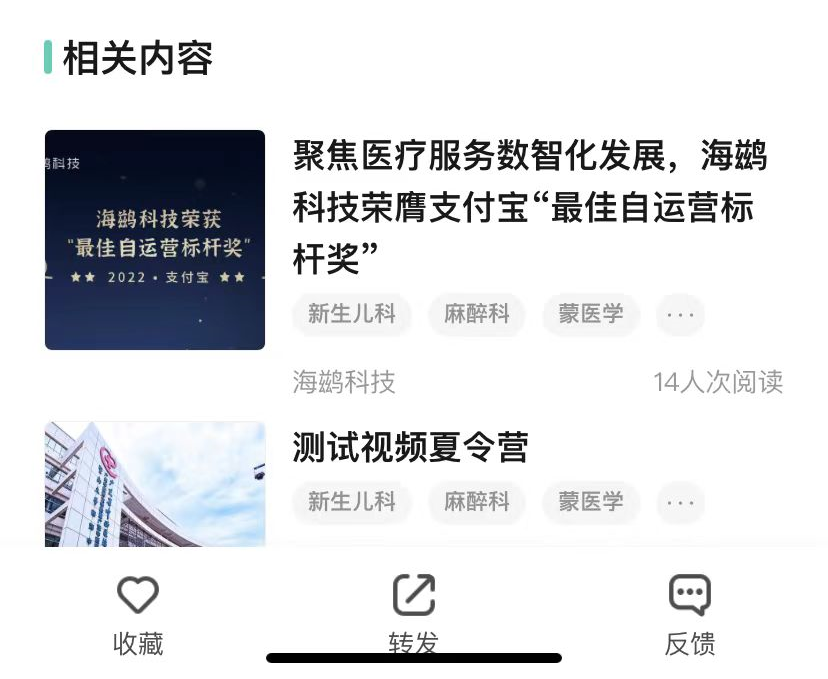 相关内容
鹚科技
海鹚科技荣获
“最佳自运营标杆奖”
★★ 2022·支付宝 ★★
聚焦医疗服务数智化发展，海鹚
科技荣膺支付宝“最佳自运营标
杆奖”
新生儿科 麻醉科 蒙医学 ···
海鹚科技 14人次阅读
测试视频夏令营
新生儿科 麻醉科 蒙医学 ···
收藏 转发 反馈